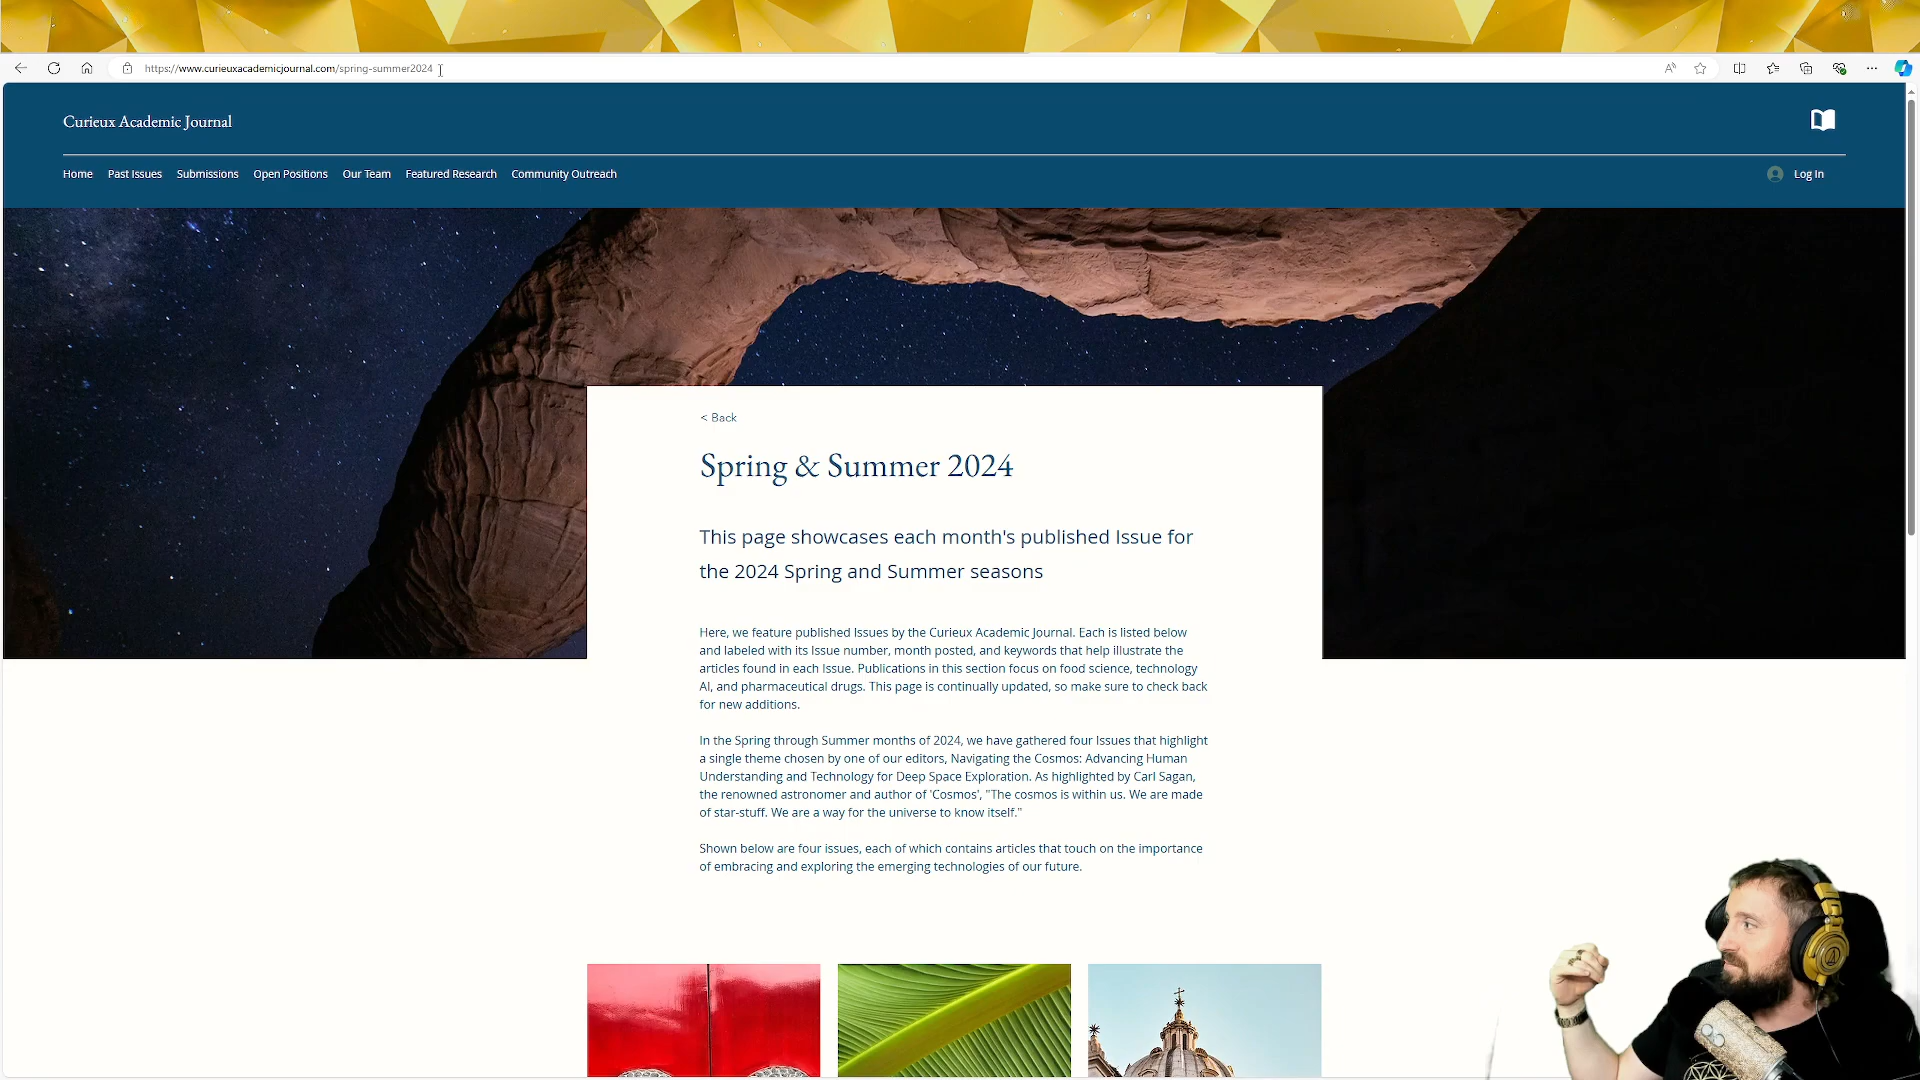 https://www.curieuxacademicjournal.com/spring-summer2024
Curieux Academic Journal
Home Past Issues Submissions Open Positions Our Team Featured Research Community Outreach
Log In
< Back
Spring & Summer 2024
This page showcases each month's published Issue for
the 2024 Spring and Summer seasons
Here, we feature published Issues by the Curieux Academic Journal. Each is listed below
and labeled with its Issue number, month posted, and keywords that help illustrate the
articles found in each Issue. Publications in this section focus on food science, technology
AI, and pharmaceutical drugs. This page is continually updated, so make sure to check back
for new additions.
In the Spring through Summer months of 2024, we have gathered four Issues that highlight
a single theme chosen by one of our editors, Navigating the Cosmos: Advancing Human
Understanding and Technology for Deep Space Exploration. As highlighted by Carl Sagan,
the renowned astronomer and author of 'Cosmos', "The cosmos is within us. We are made
of star-stuff. We are a way for the universe to know itself."
Shown below are four issues, each of which contains articles that touch on the importance
of embracing and exploring the emerging technologies of our future.